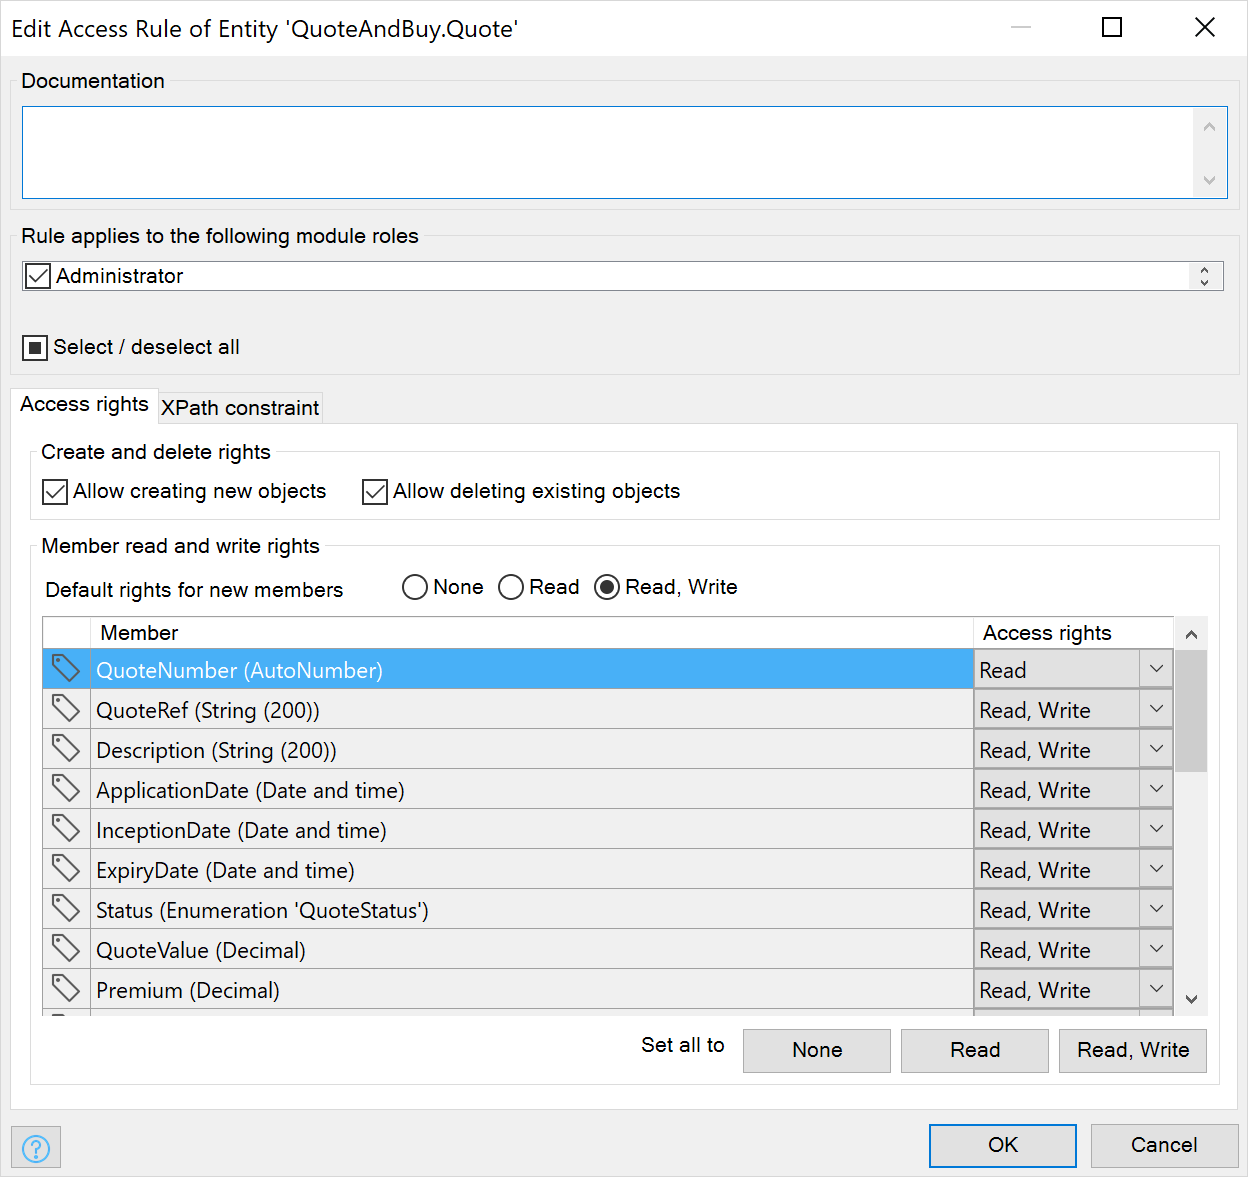 Edit Access Rule of Entity 'QuoteAndBuy.Quote'
Documentation
Rule applies to the following module roles
Administrator
Select / deselect all
Access rights XPath constraint
Create and delete rights
Allow creating new objects Allow deleting existing objects
Member read and write rights
Default rights for new members None Read Read, Write
Member Access rights
QuoteNumber (AutoNumber) Read
QuoteRef (String (200)) Read, Write
Description (String (200)) Read, Write
ApplicationDate (Date and time) Read, Write
InceptionDate (Date and time) Read, Write
ExpiryDate (Date and time) Read, Write
Status (Enumeration 'QuoteStatus') Read, Write
QuoteValue (Decimal) Read, Write
Premium (Decimal) Read, Write
Set all to None Read Read, Write
? OK Cancel